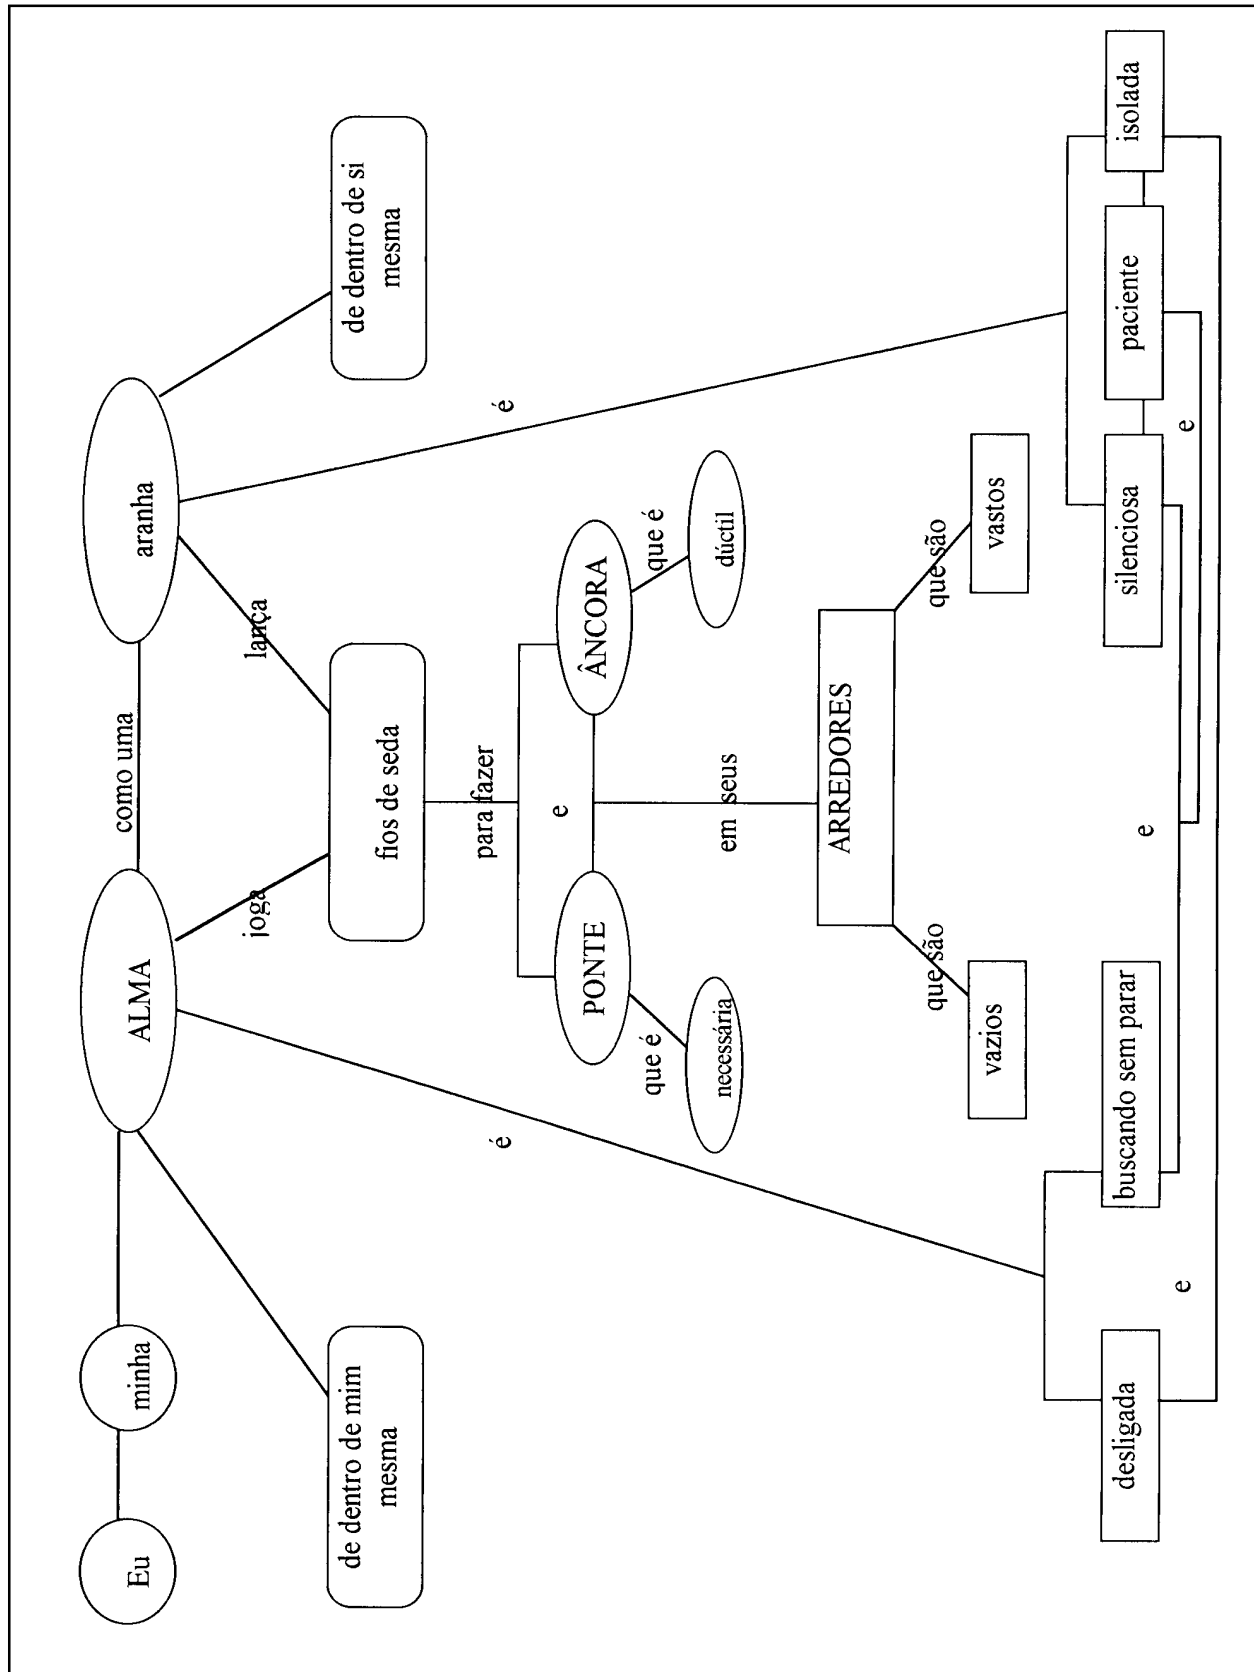 Eu
minha
ALMA
como uma
aranha
joga
lança
de dentro de mim
mesma
fios de seda
de dentro de si
mesma
é
para fazer
é
e
PONTE
ÂNCORA
que é
que é
necessária
dúctil
em seus
ARREDORES
que são
que são
vazios
vastos
desligada
buscando sem parar
silenciosa
paciente
isolada
e
e
e